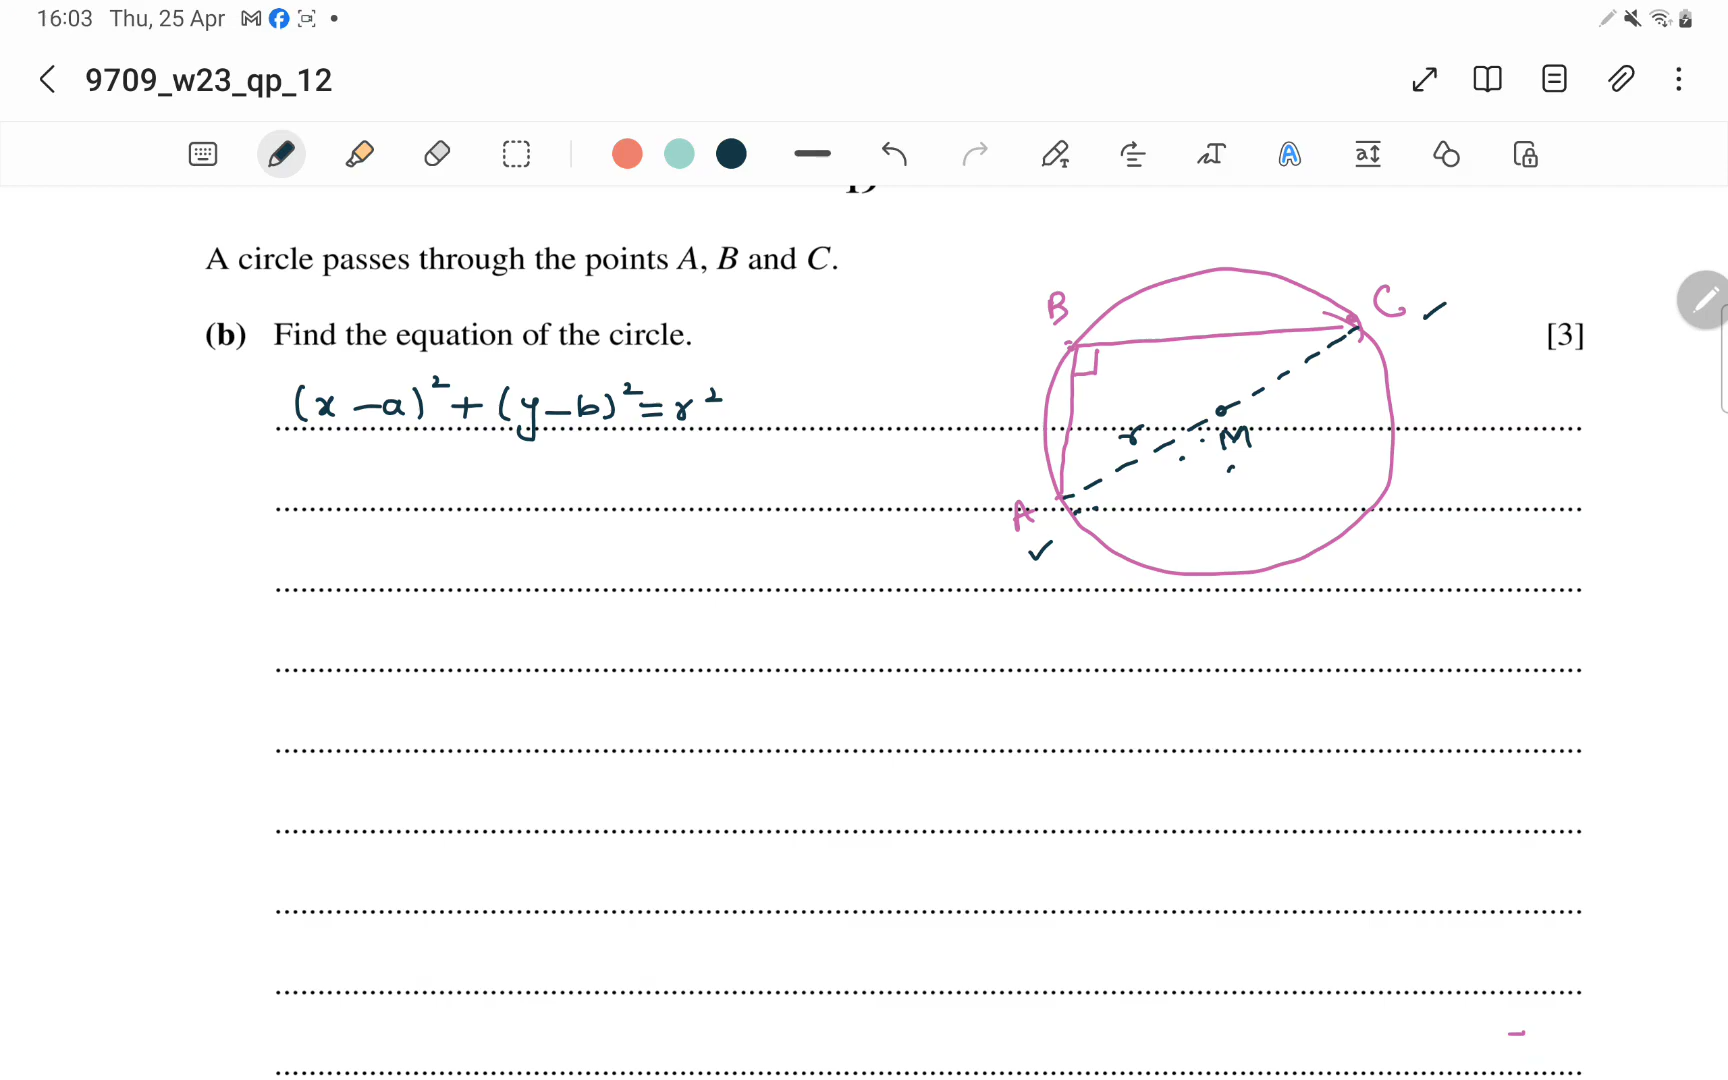 16:03 Thu, 25 Apr
9709_w23_qp_12
A circle passes through the points A, B and C.
(b) Find the equation of the circle. [3]
(x - a)² + (y - b)² = r²
B
C
r
M
A